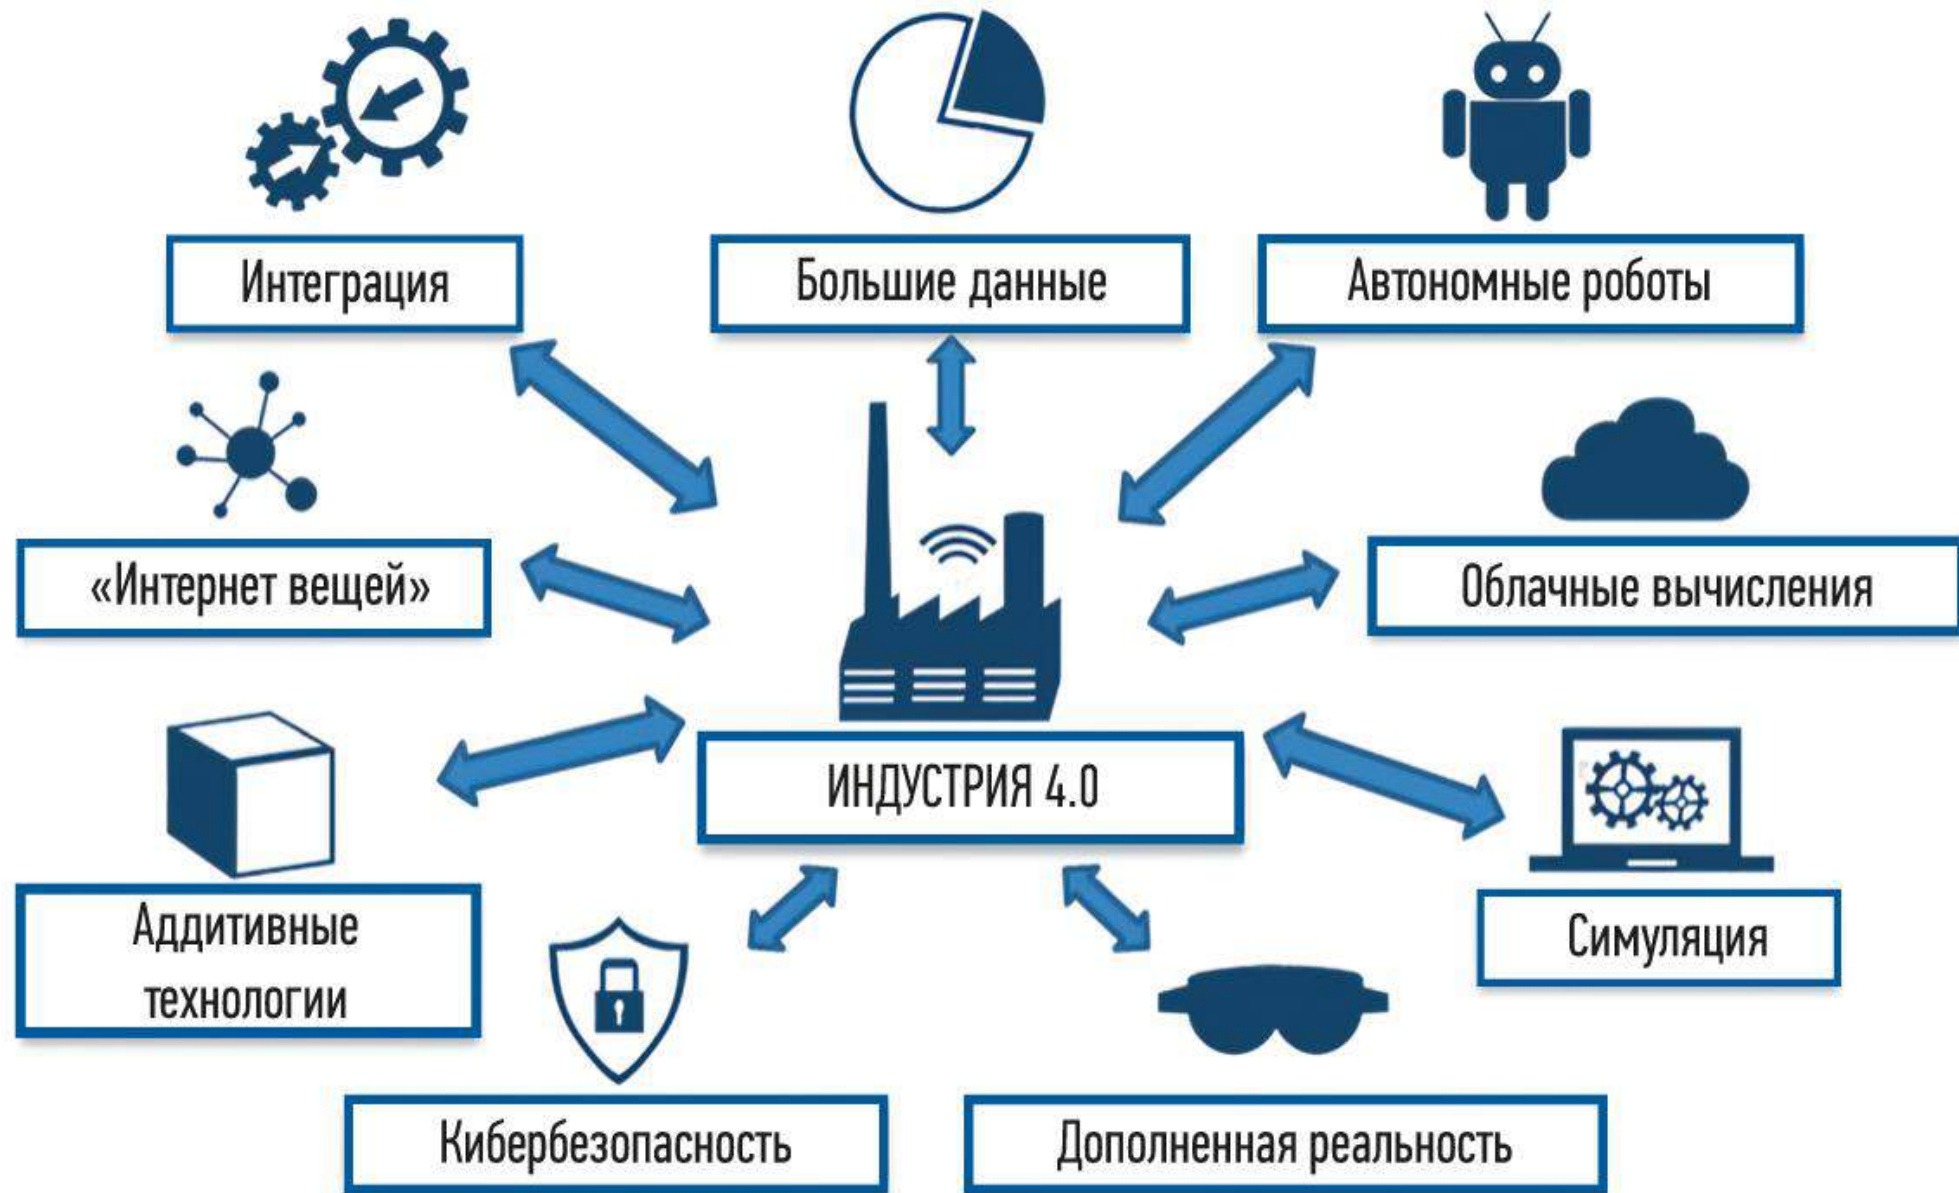 Интеграция
Большие данные
Автономные роботы
«Интернет вещей»
Облачные вычисления
ИНДУСТРИЯ 4.0
Аддитивные
технологии
Симуляция
Кибербезопасность
Дополненная реальность